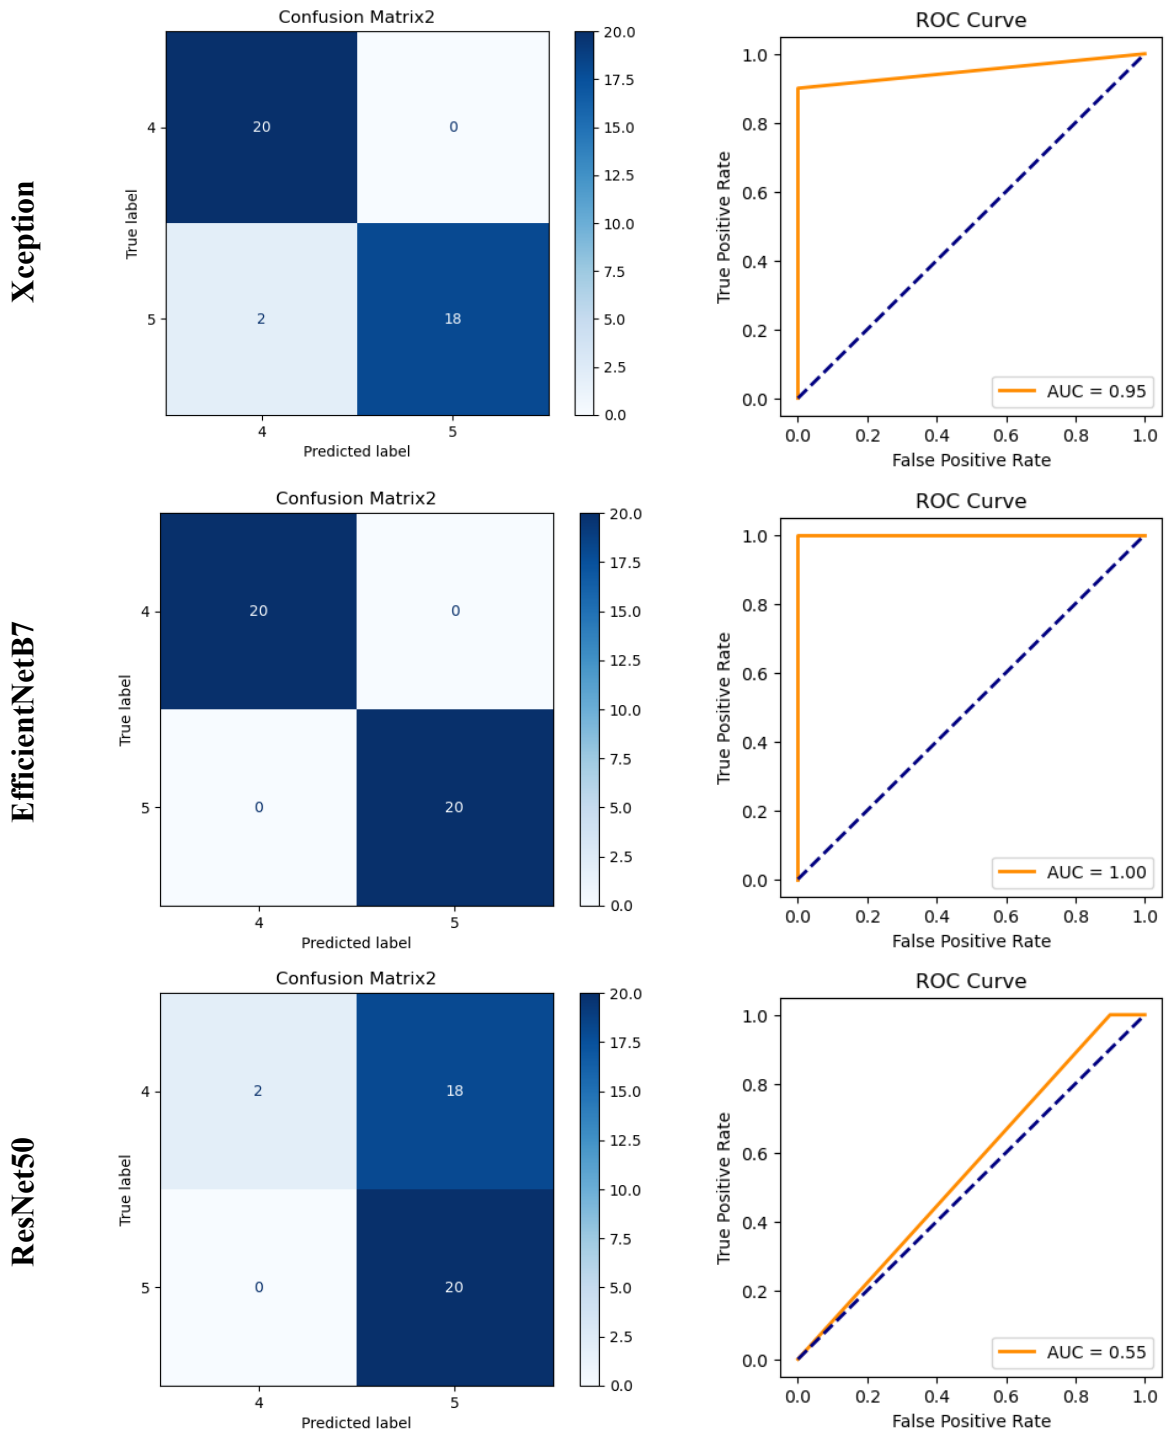 Xception
Confusion Matrix2
True label
4
5
20
0
2
18
4
5
Predicted label
20.0
17.5
15.0
12.5
10.0
7.5
5.0
2.5
0.0
ROC Curve
True Positive Rate
1.0
0.8
0.6
0.4
0.2
0.0
AUC = 0.95
0.0 0.2 0.4 0.6 0.8 1.0
False Positive Rate
EfficientNetB7
Confusion Matrix2
True label
4
5
20
0
0
20
4
5
Predicted label
20.0
17.5
15.0
12.5
10.0
7.5
5.0
2.5
0.0
ROC Curve
True Positive Rate
1.0
0.8
0.6
0.4
0.2
0.0
AUC = 1.00
0.0 0.2 0.4 0.6 0.8 1.0
False Positive Rate
ResNet50
Confusion Matrix2
True label
4
5
2
18
0
20
4
5
Predicted label
20.0
17.5
15.0
12.5
10.0
7.5
5.0
2.5
0.0
ROC Curve
True Positive Rate
1.0
0.8
0.6
0.4
0.2
0.0
AUC = 0.55
0.0 0.2 0.4 0.6 0.8 1.0
False Positive Rate